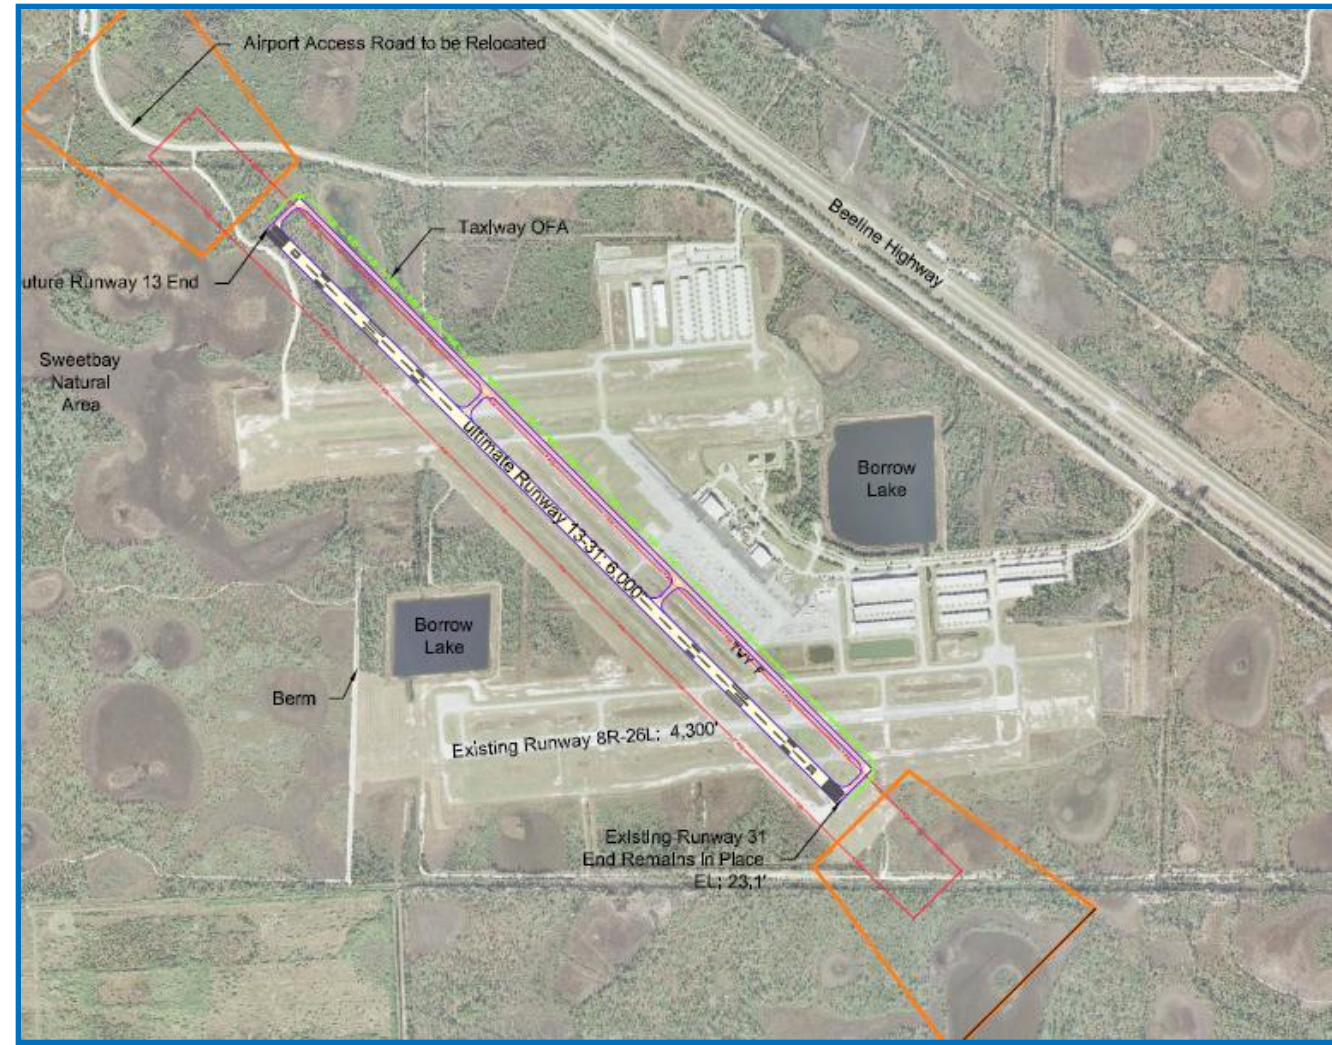 Airport Access Road to be Relocated
Beeline Highway
Taxiway OFA
uture Runway 13 End
Sweetbay
Natural
Area
ultimate Runway 13-31: 6,000'
Borrow
Lake
Borrow
Lake
Berm
TWY F
Existing Runway 8R-26L: 4,300'
Existing Runway 31
End Remains In Place
EL: 23.1'